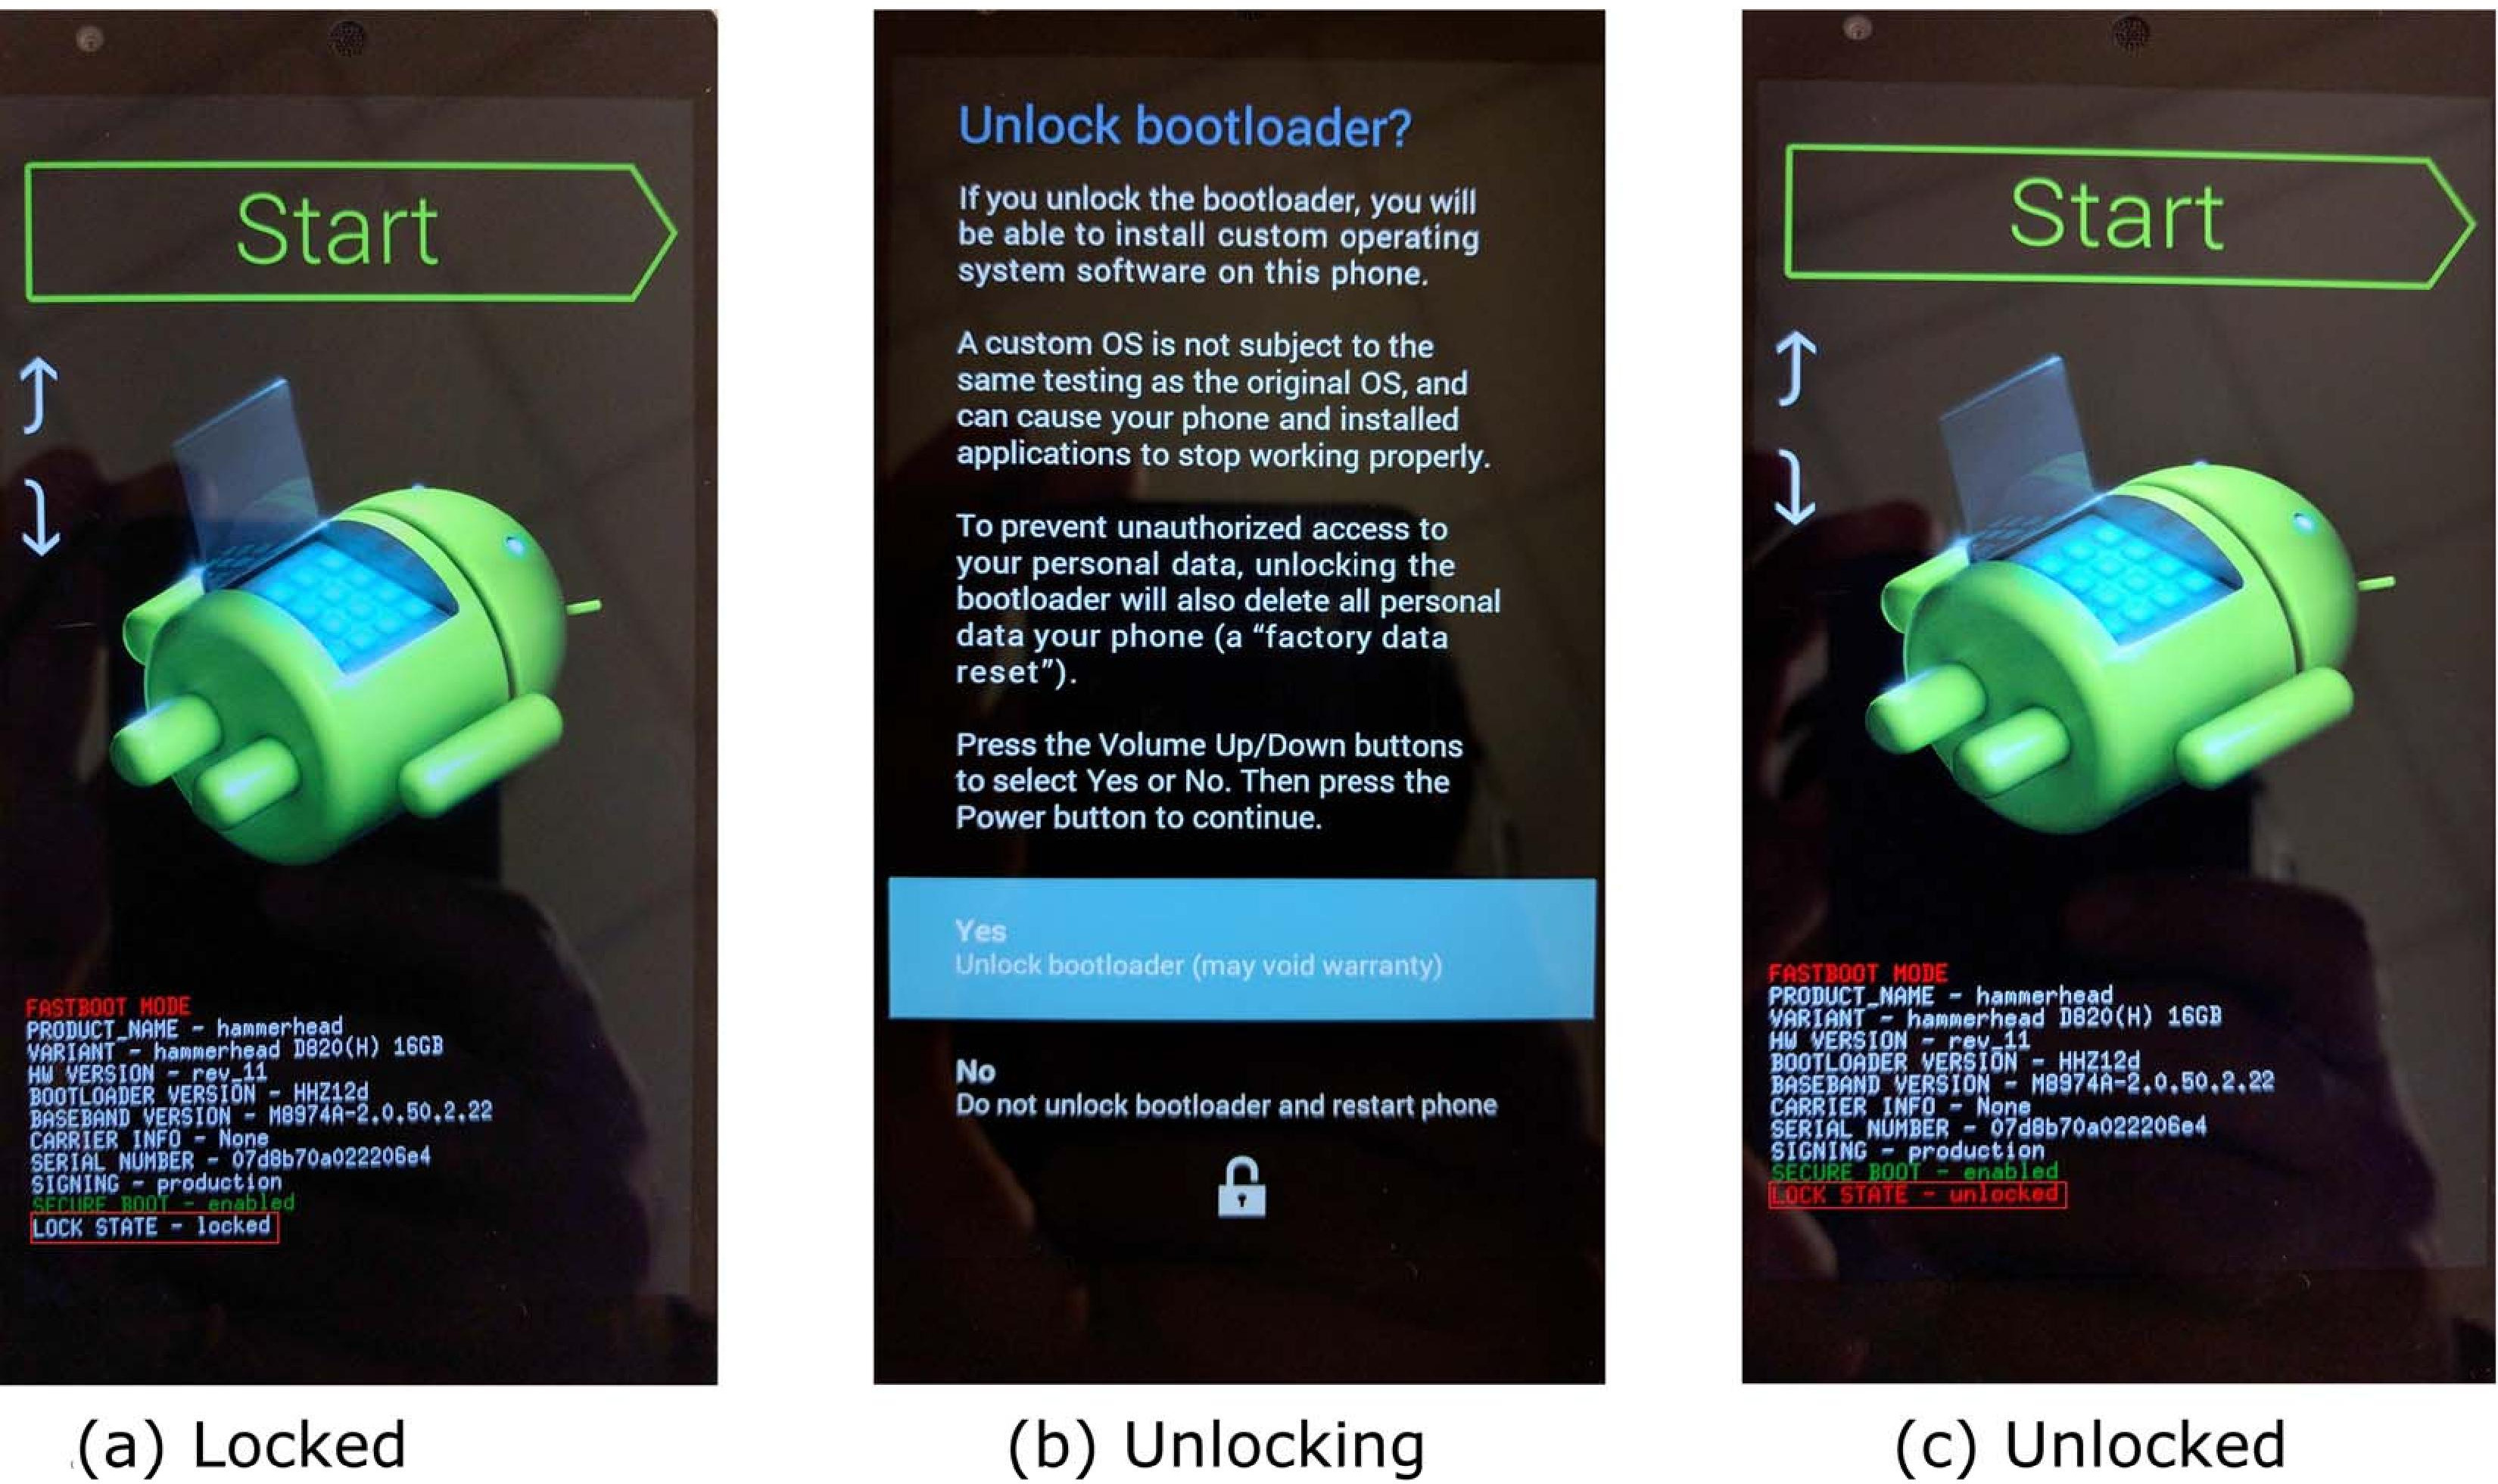 Start
FASTBOOT MODE
PRODUCT_NAME - hammerhead
VARIANT - hammerhead D820(H) 16GB
HW VERSION - rev_11
BOOTLOADER VERSION - HHZ12d
BASEBAND VERSION - M8974A-2.0.50.2.22
CARRIER INFO - None
SERIAL NUMBER - 07d8b70a022206e4
SIGNING - production
SECURE BOOT - enabled
LOCK STATE - locked
(a) Locked
Unlock bootloader?
If you unlock the bootloader, you will
be able to install custom operating
system software on this phone.
A custom OS is not subject to the
same testing as the original OS, and
can cause your phone and installed
applications to stop working properly.
To prevent unauthorized access to
your personal data, unlocking the
bootloader will also delete all personal
data your phone (a “factory data
reset”).
Press the Volume Up/Down buttons
to select Yes or No. Then press the
Power button to continue.
Yes
Unlock bootloader (may void warranty)
No
Do not unlock bootloader and restart phone
(b) Unlocking
Start
FASTBOOT MODE
PRODUCT_NAME - hammerhead
VARIANT - hammerhead D820(H) 16GB
HW VERSION - rev_11
BOOTLOADER VERSION - HHZ12d
BASEBAND VERSION - M8974A-2.0.50.2.22
CARRIER INFO - None
SERIAL NUMBER - 07d8b70a022206e4
SIGNING - production
SECURE BOOT - enabled
LOCK STATE - unlocked
(c) Unlocked